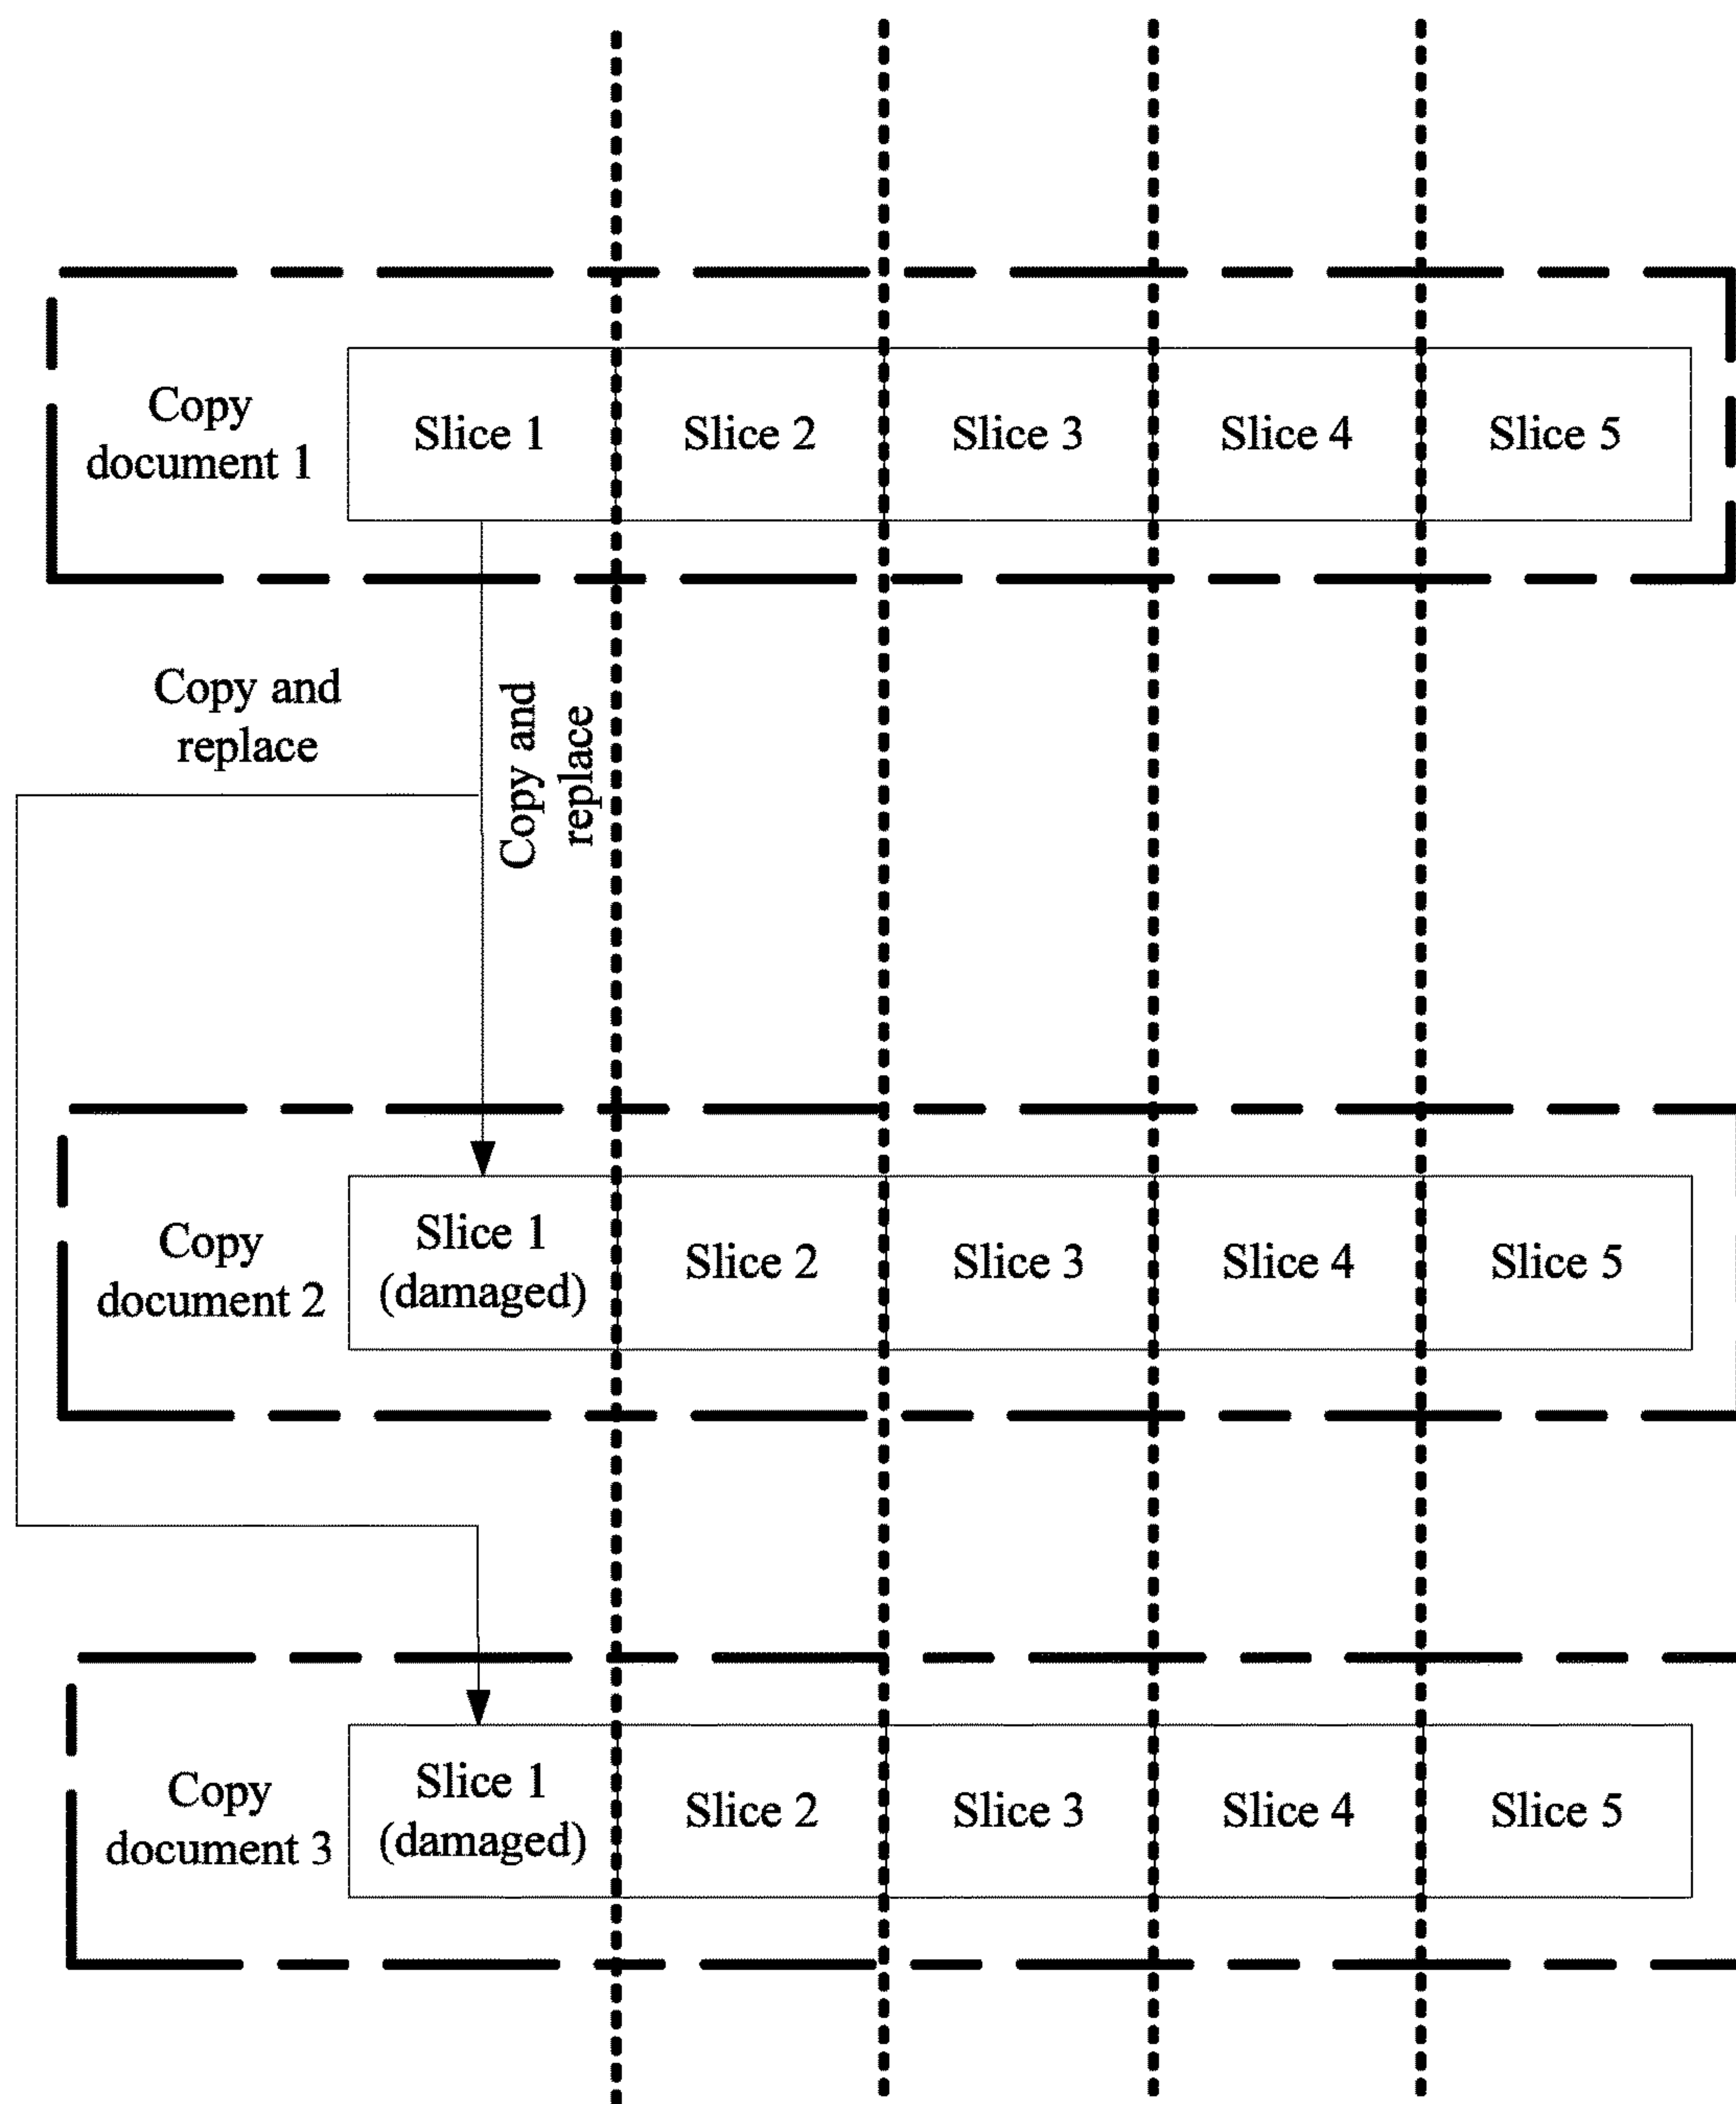 Copy
document 1
Slice 1
Slice 2
Slice 3
Slice 4
Slice 5
Copy and
replace
Copy and
replace
Copy
document 2
Slice 1
(damaged)
Slice 2
Slice 3
Slice 4
Slice 5
Copy
document 3
Slice 1
(damaged)
Slice 2
Slice 3
Slice 4
Slice 5